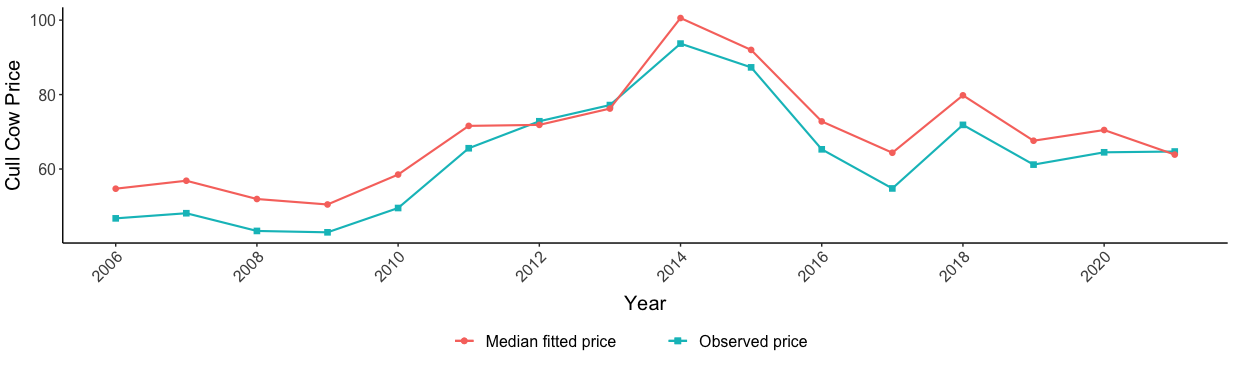 Cull Cow Price
100
80
60
2006 2008 2010 2012 2014 2016 2018 2020
Year
Median fitted price Observed price